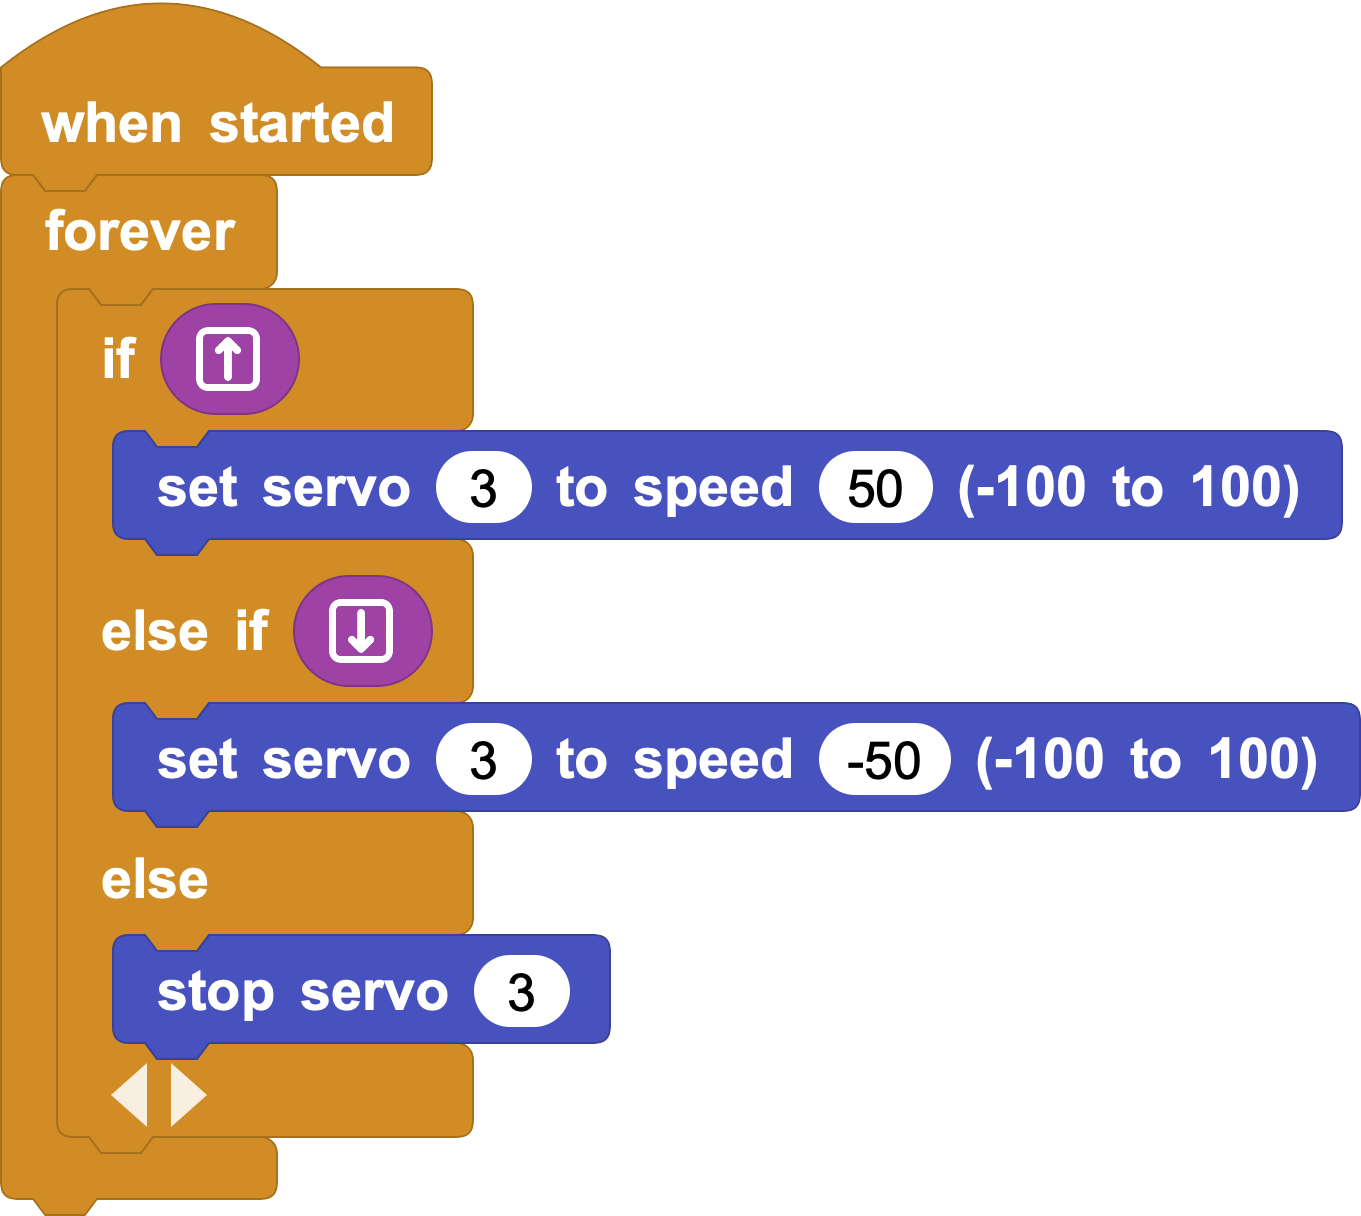 when started
forever
if ↑
set servo 3 to speed 50 (-100 to 100)
else if ↓
set servo 3 to speed -50 (-100 to 100)
else
stop servo 3